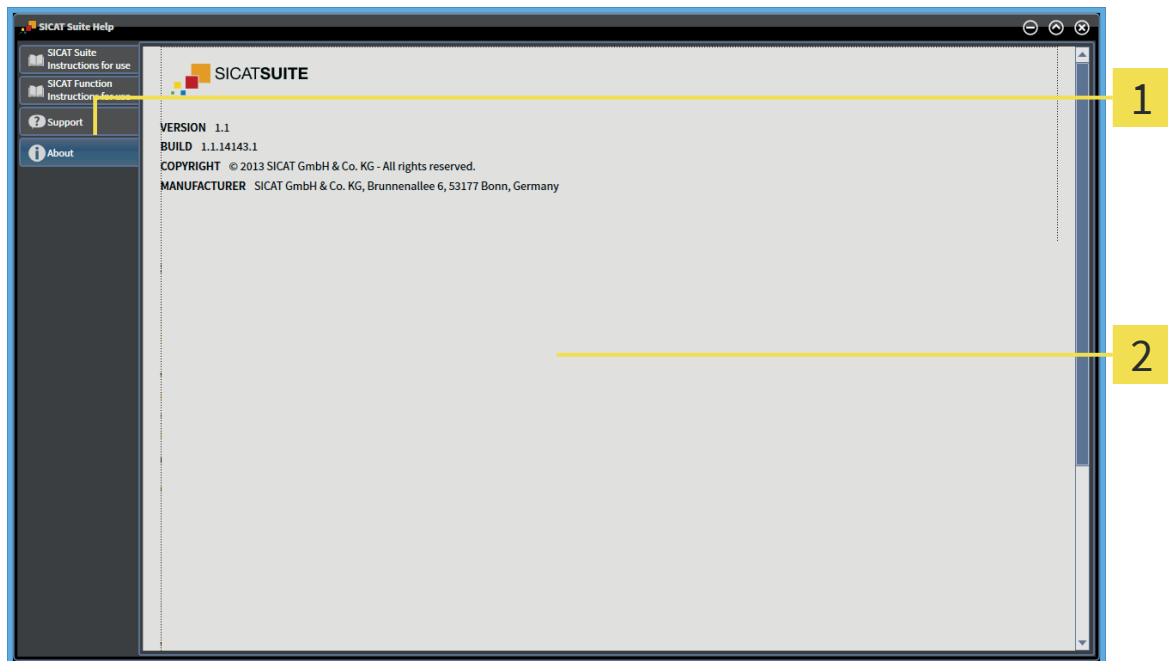 SICAT Suite Help
SICAT Suite
Instructions for use
SICAT Function
Instructions for use
Support
About
SICATSUITE
VERSION 1.1
BUILD 1.1.14143.1
COPYRIGHT © 2013 SICAT GmbH & Co. KG - All rights reserved.
MANUFACTURER SICAT GmbH & Co. KG, Brunnenallee 6, 53177 Bonn, Germany
1
2